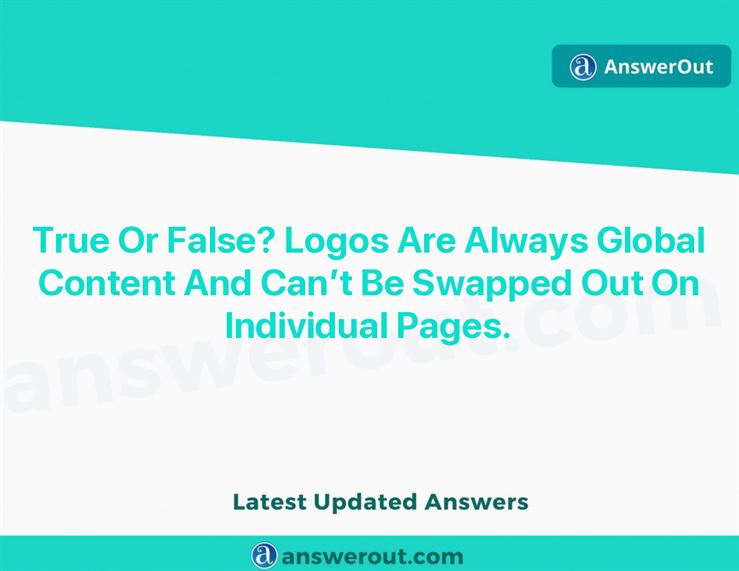 AnswerOut
True Or False? Logos Are Always Global
Content And Can’t Be Swapped Out On
Individual Pages.
answerout.com
Latest Updated Answers
answerout.com